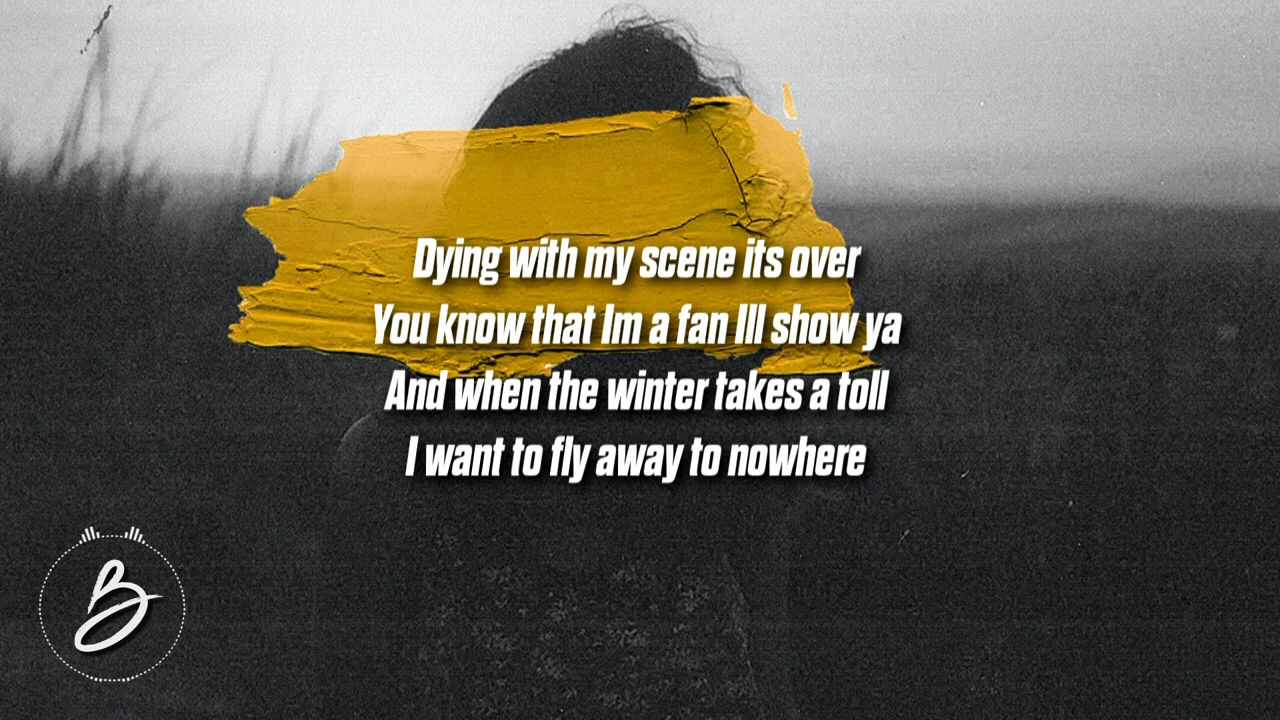 Dying with my scene its over
You know that Im a fan Ill show ya
And when the winter takes a toll
I want to fly away to nowhere
B